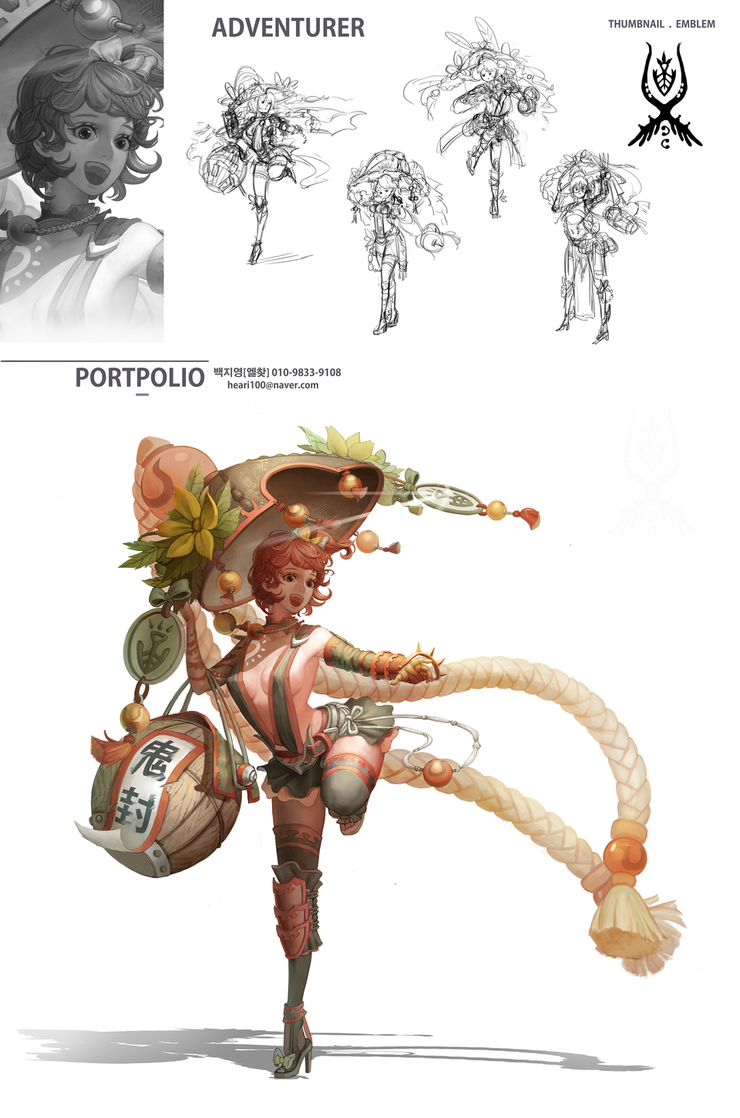 ADVENTURER
THUMBNAIL . EMBLEM
PORTPOLIO
백지영[엘찾] 010-9833-9108
heari100@naver.com
鬼
封